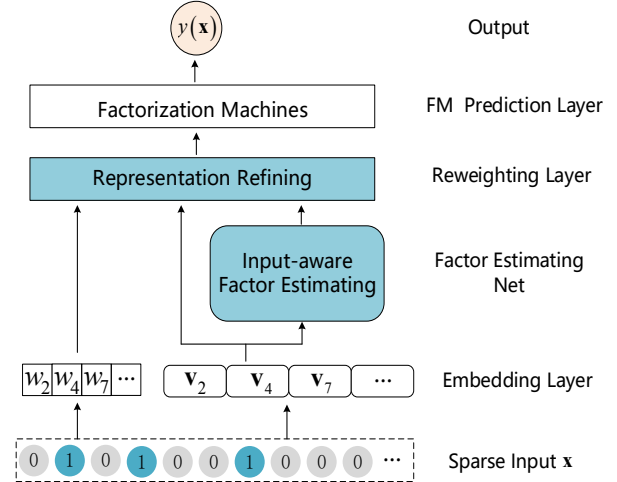 y(x) Output
Factorization Machines FM Prediction Layer
Representation Refining Reweighting Layer
Input-aware
Factor Estimating
Factor Estimating
Net
w₂ w₄ w₇ ··· v₂ v₄ v₇ ··· Embedding Layer
0 1 0 1 0 0 1 0 0 0 ··· Sparse Input x